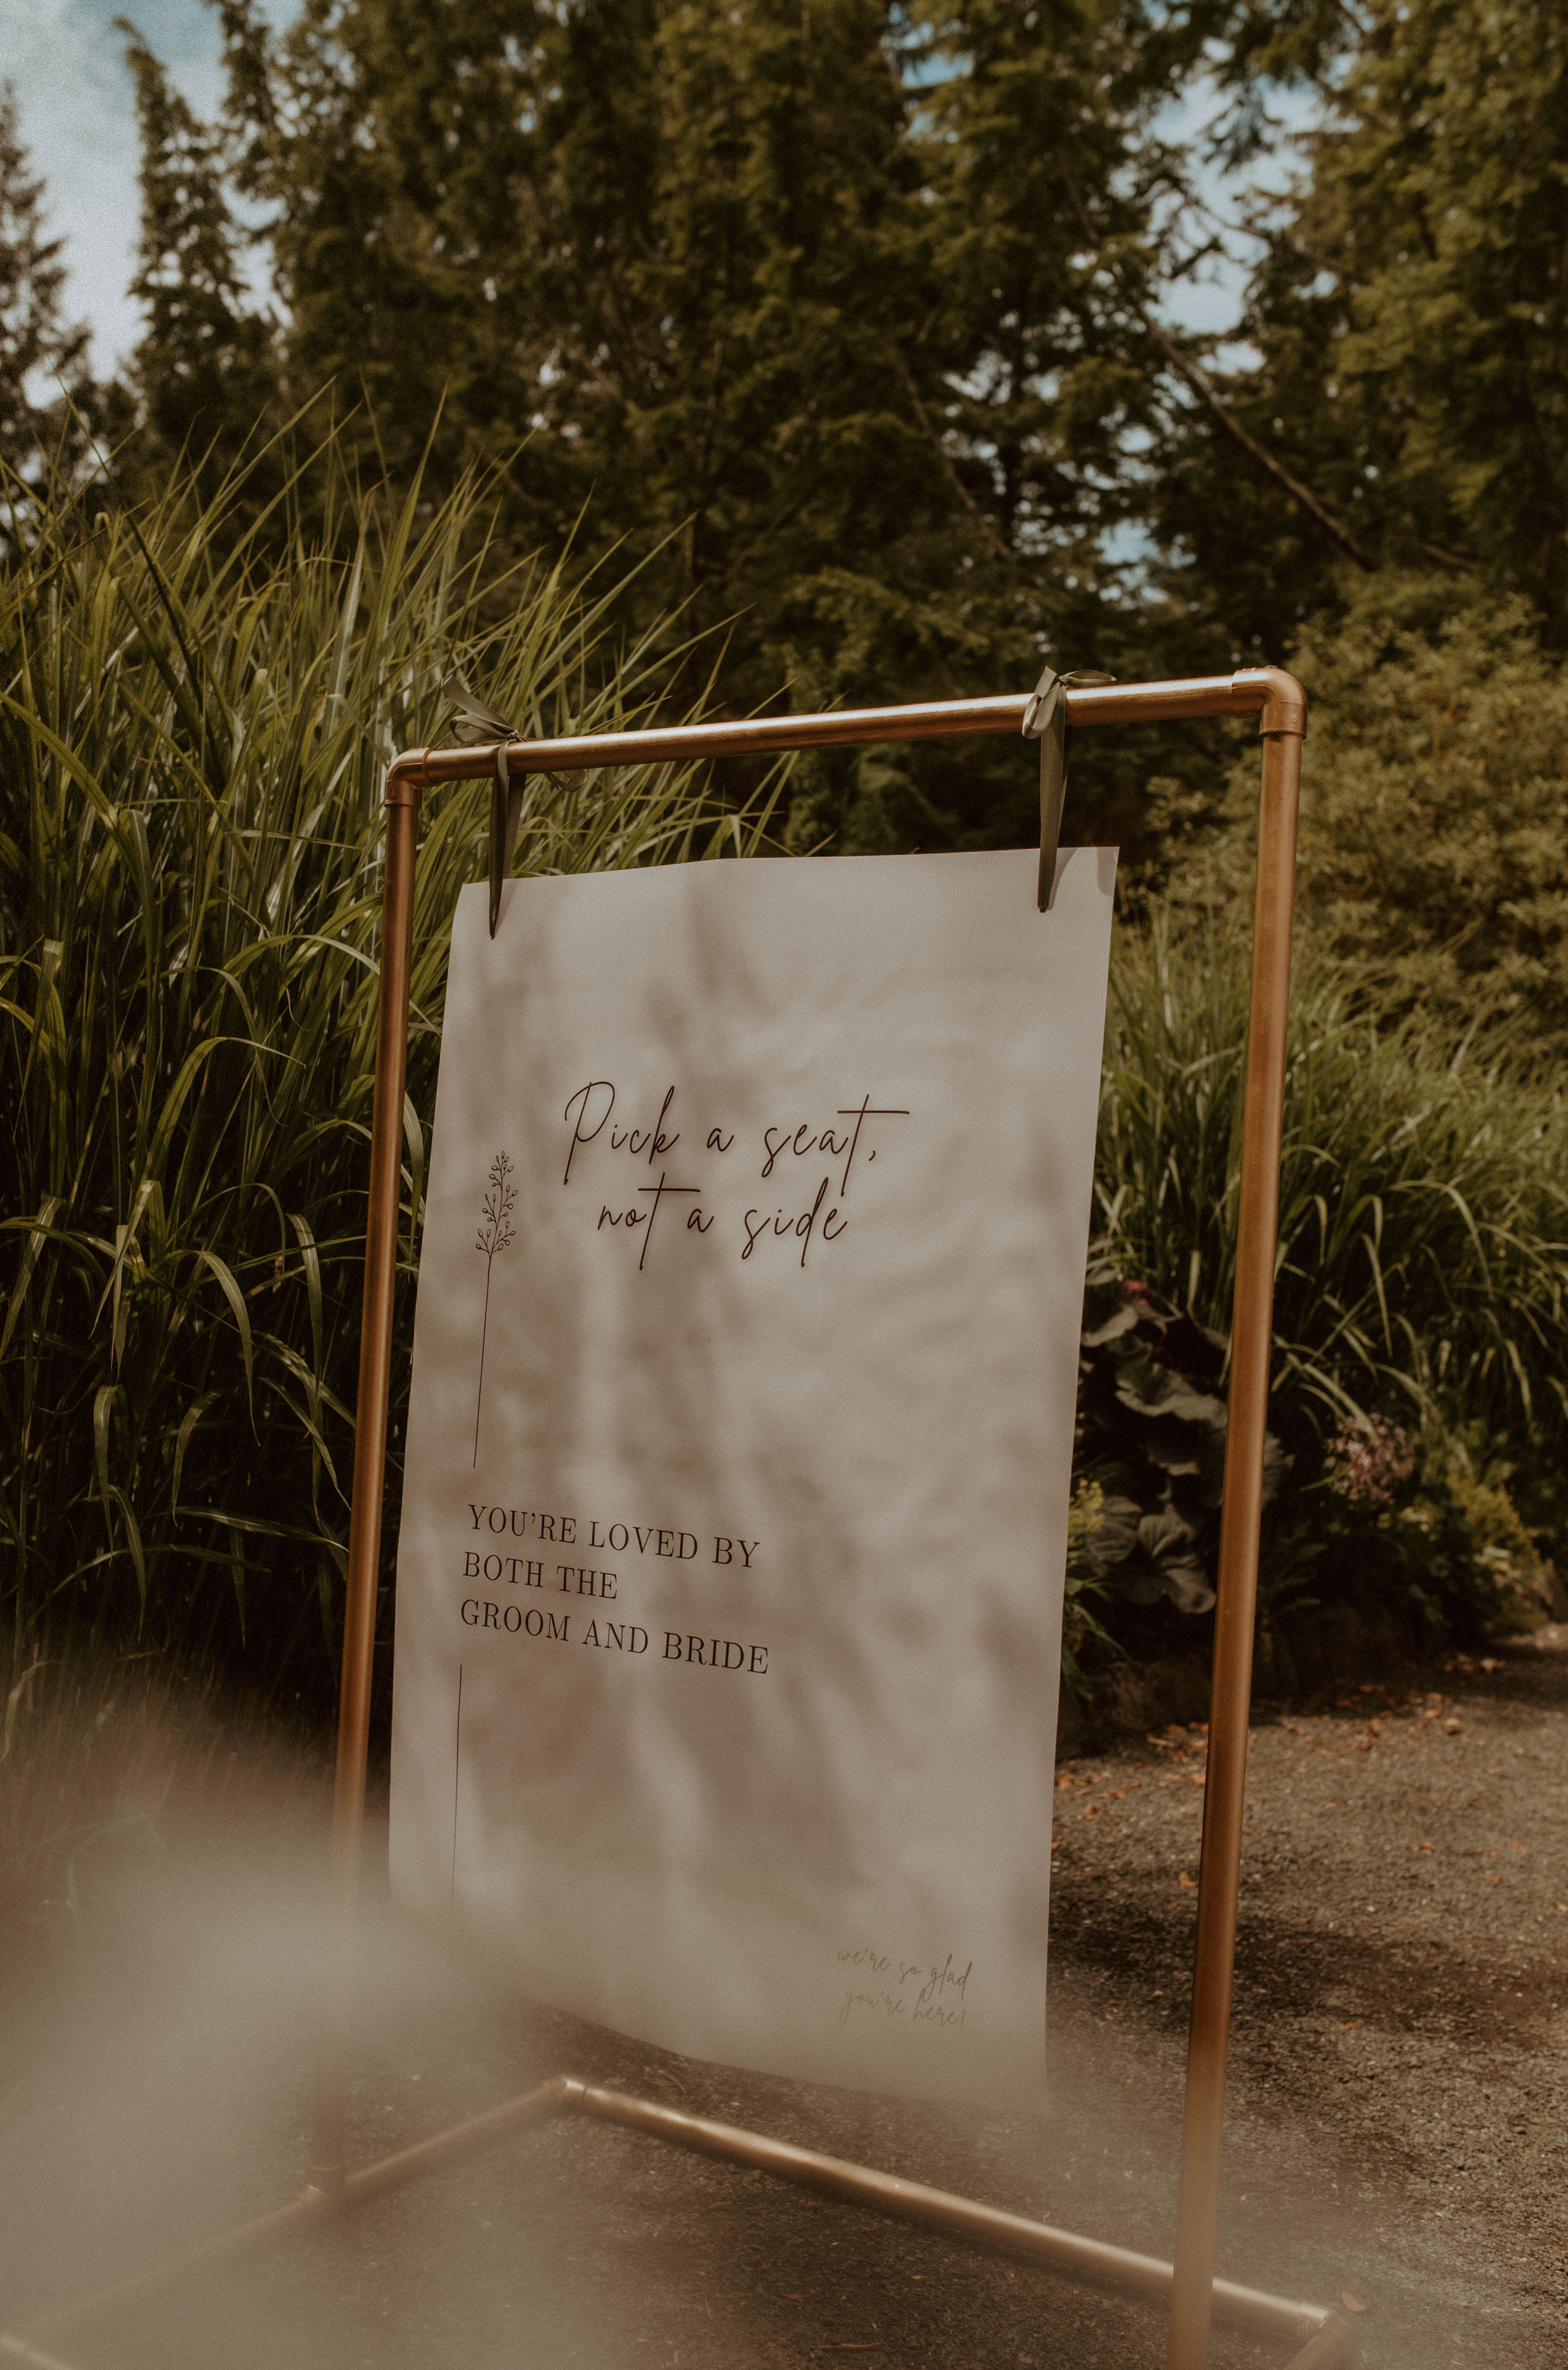 Pick a seat,
not a side
YOU'RE LOVED BY
BOTH THE
GROOM AND BRIDE
we're so glad
you're here!